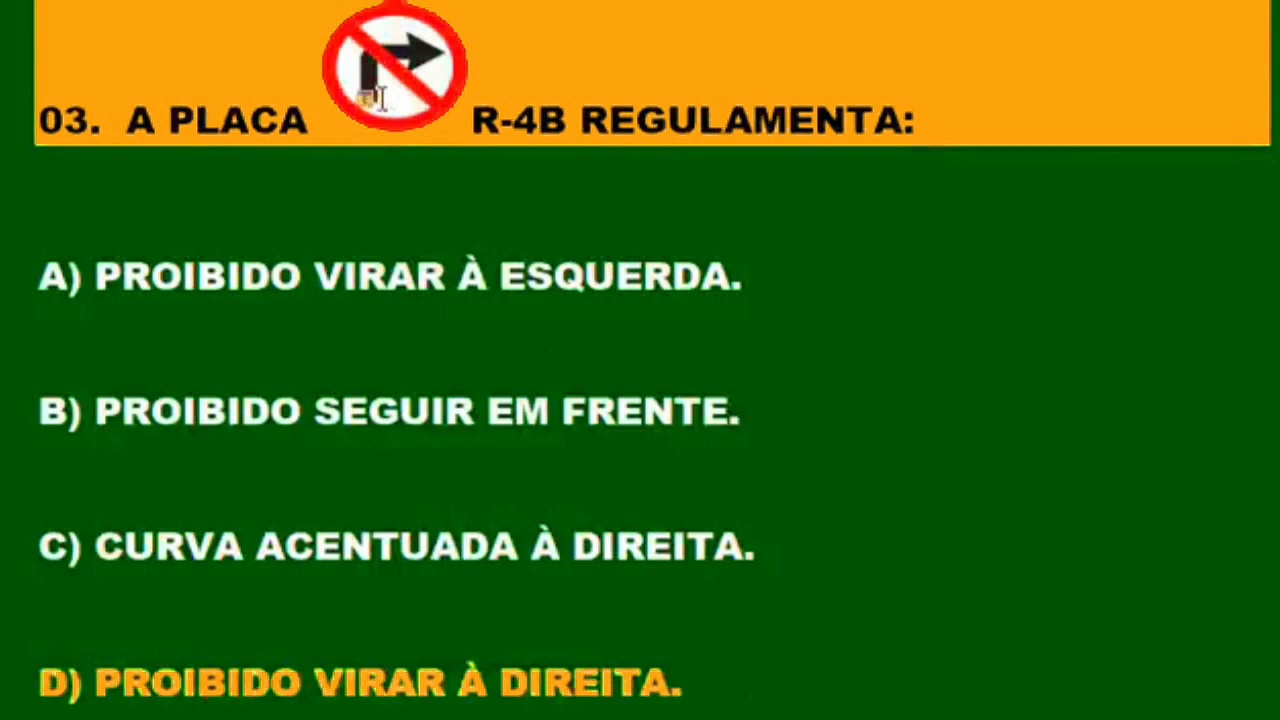 03. A PLACA R-4B REGULAMENTA:
A) PROIBIDO VIRAR À ESQUERDA.
B) PROIBIDO SEGUIR EM FRENTE.
C) CURVA ACENTUADA À DIREITA.
D) PROIBIDO VIRAR À DIREITA.